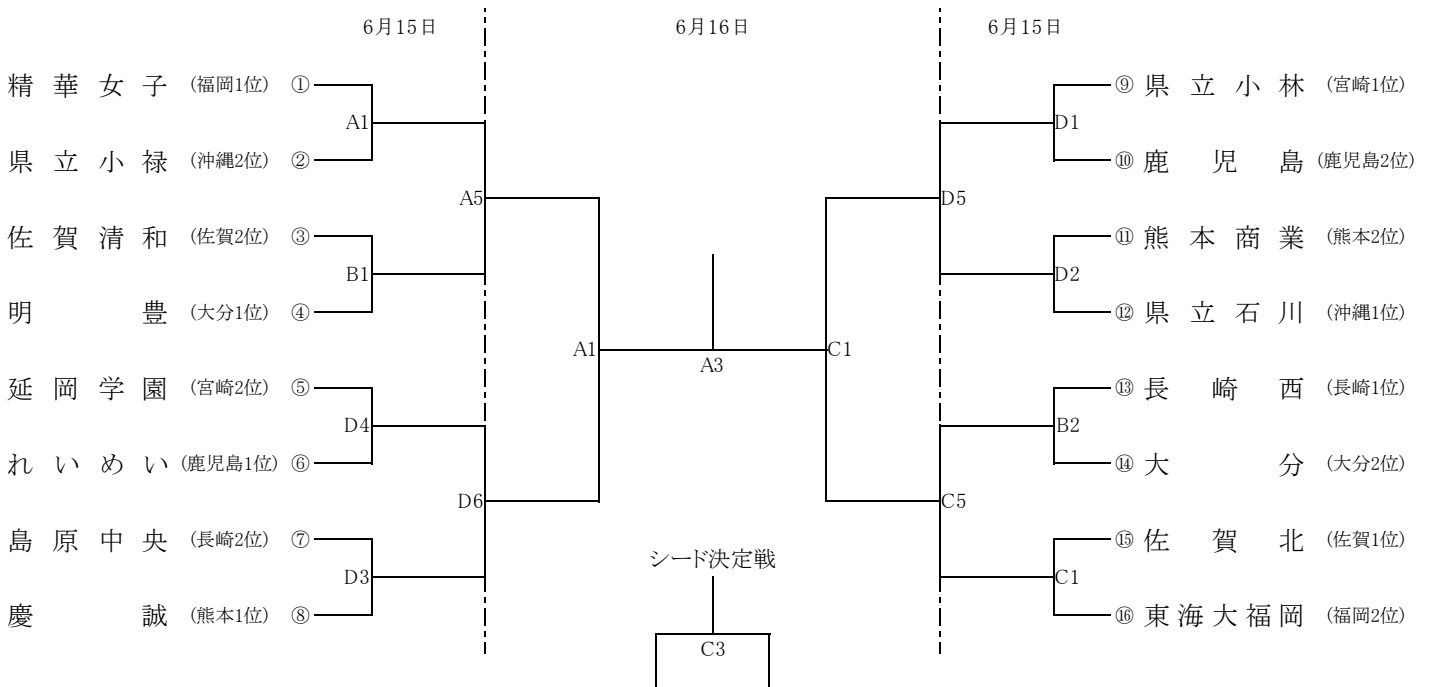 6月15日 6月16日 6月15日
精華女子 (福岡1位) ① ⑨ 県立小林 (宮崎1位)
A1 D1
県立小禄 (沖縄2位) ② ⑩ 鹿児島 (鹿児島2位)
A5 D5
佐賀清和 (佐賀2位) ③ ⑪ 熊本商業 (熊本2位)
B1 D2
明豊 (大分1位) ④ ⑫ 県立石川 (沖縄1位)
A1 C1
A3
延岡学園 (宮崎2位) ⑤ ⑬ 長崎西 (長崎1位)
D4 B2
れいめい (鹿児島1位) ⑥ ⑭ 大分 (大分2位)
D6 C5
島原中央 (長崎2位) ⑦ ⑮ 佐賀北 (佐賀1位)
シード決定戦
D3 C1
慶誠 (熊本1位) ⑧ ⑯ 東海大福岡 (福岡2位)
C3